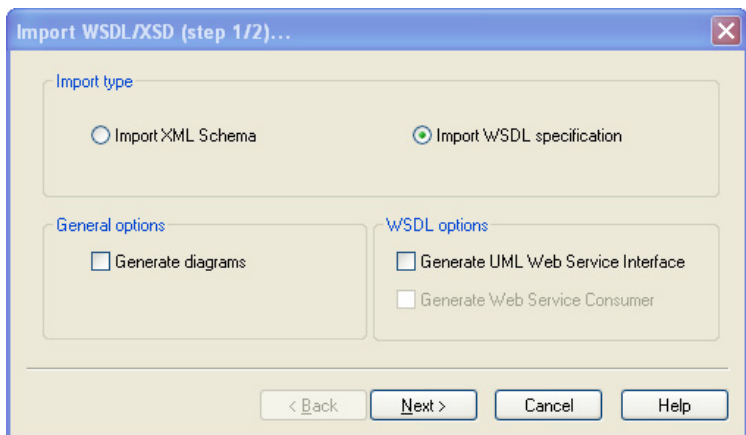 Import WSDL/XSD (step 1/2)...
Import type
Import XML Schema
Import WSDL specification
General options
WSDL options
Generate diagrams
Generate UML Web Service Interface
Generate Web Service Consumer
< Back
Next >
Cancel
Help